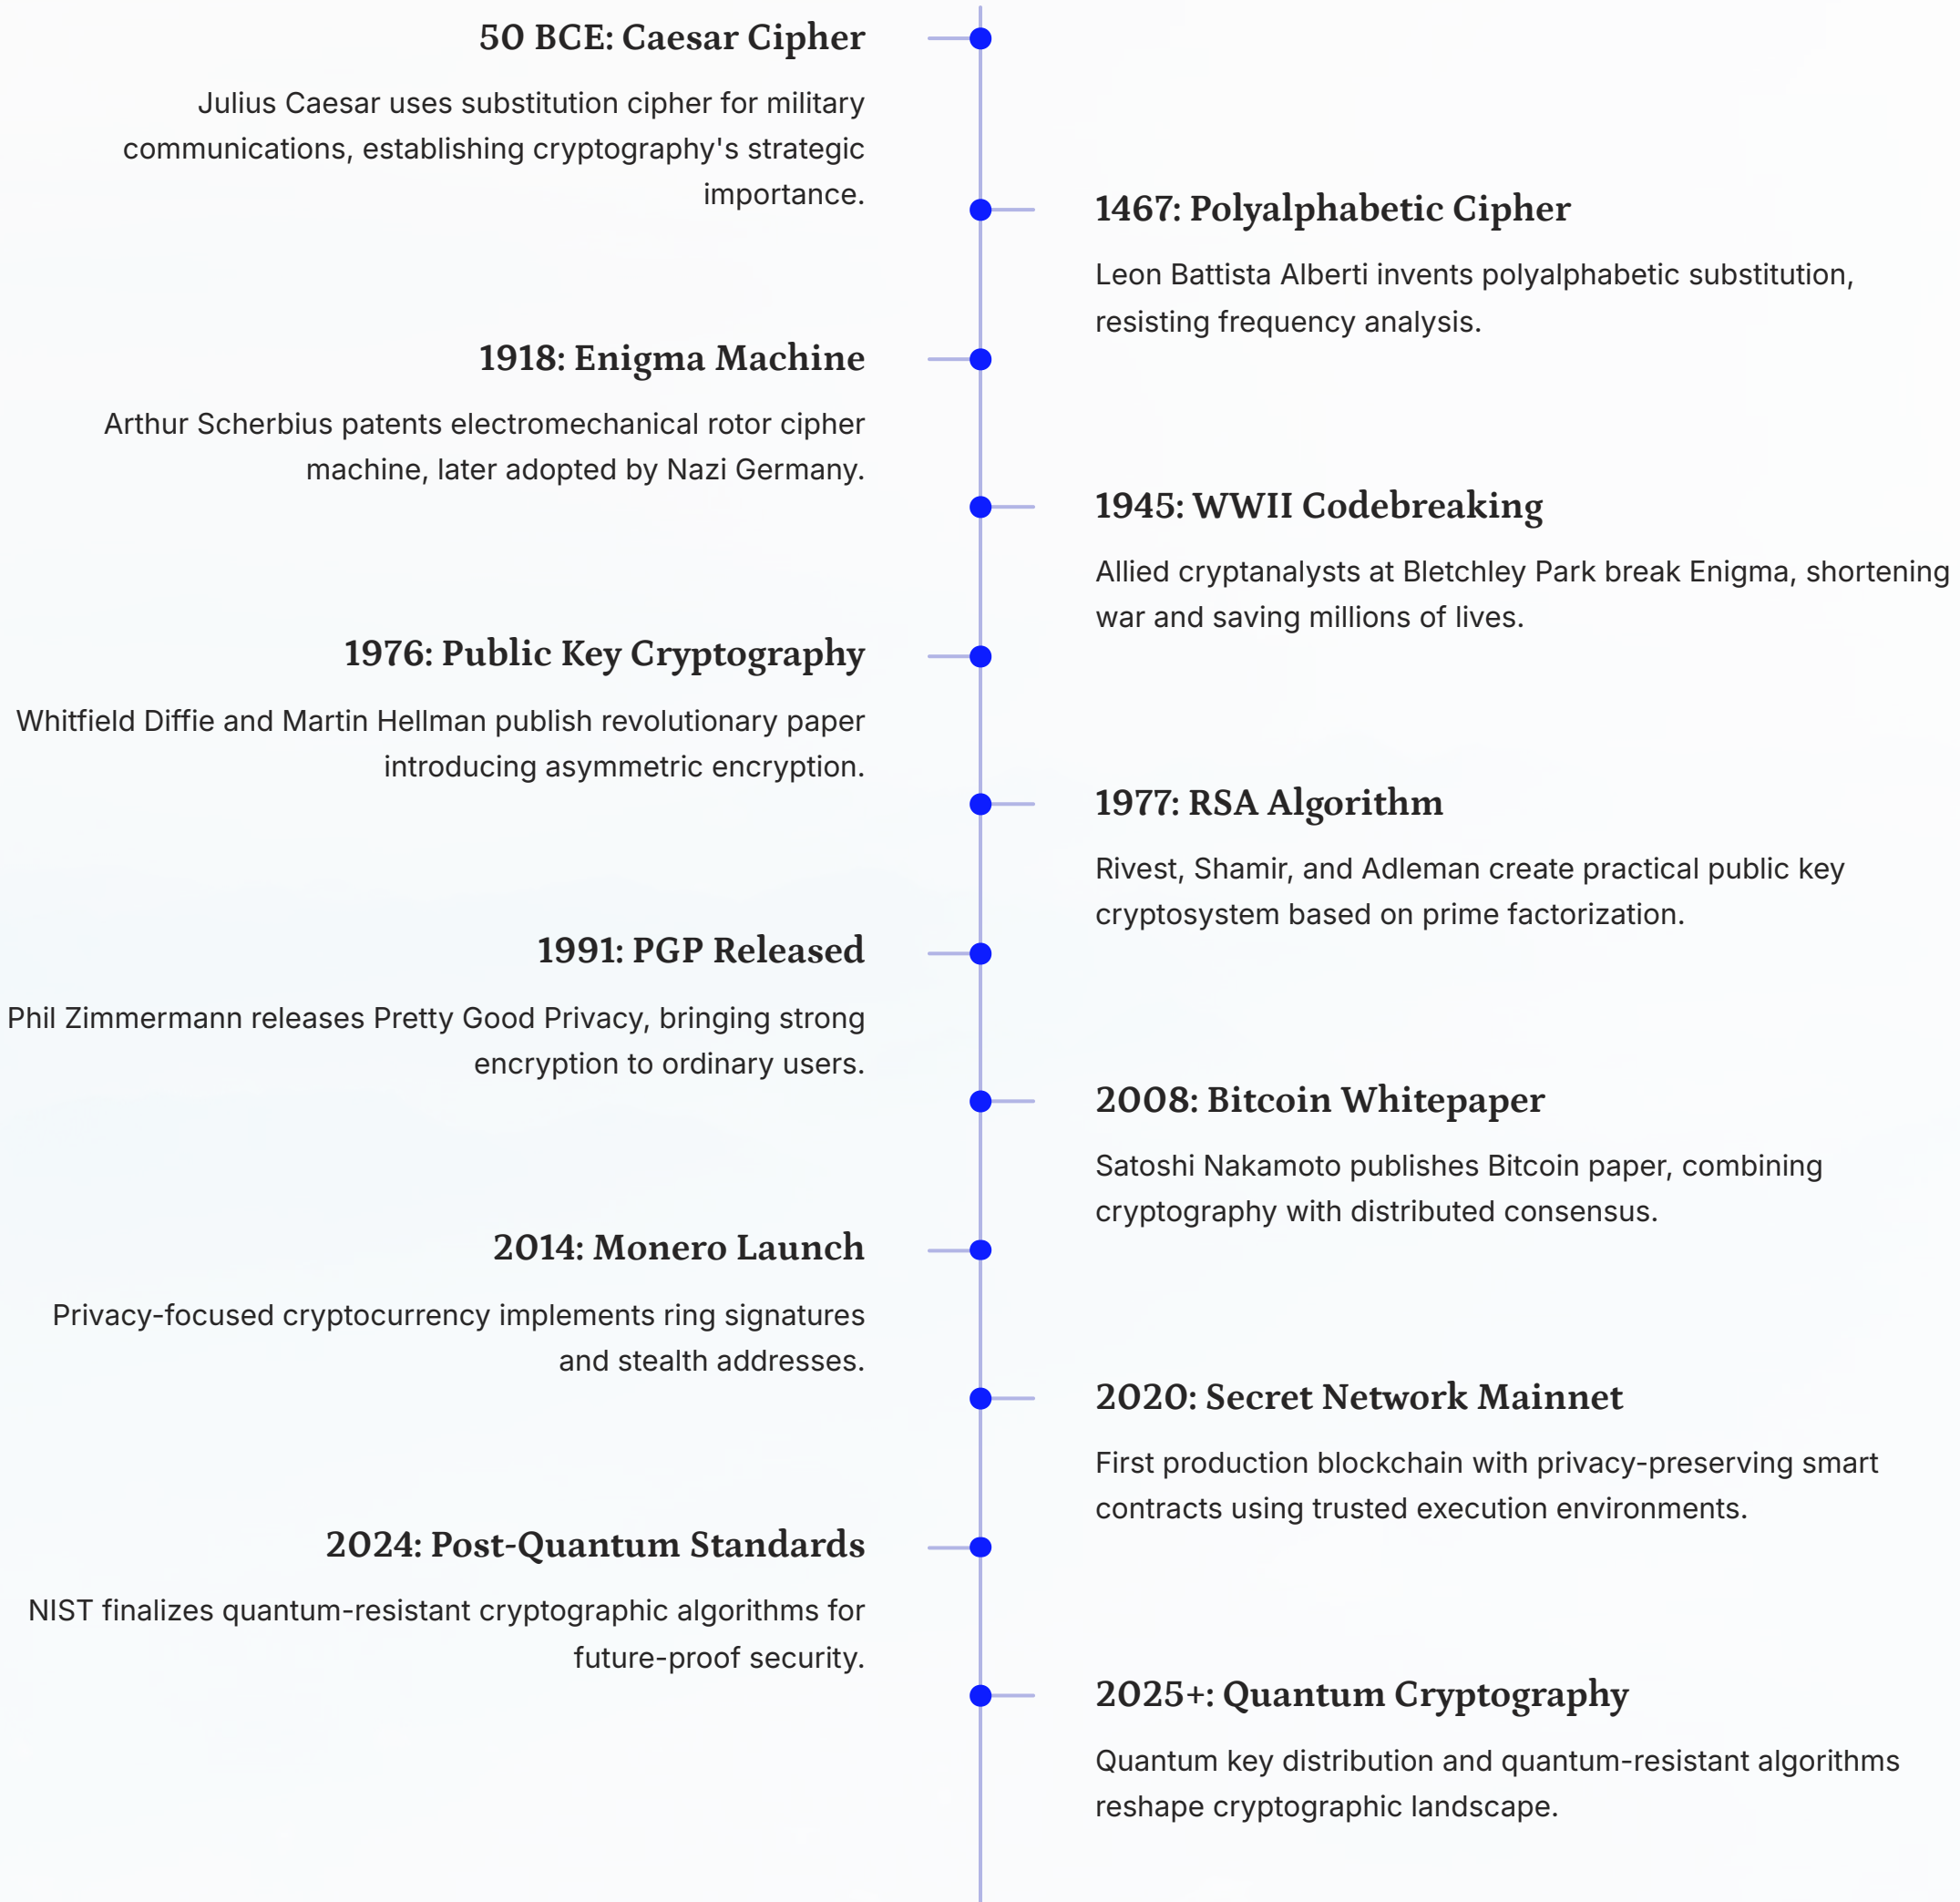 50 BCE: Caesar Cipher
Julius Caesar uses substitution cipher for military
communications, establishing cryptography's strategic
importance.
1467: Polyalphabetic Cipher
Leon Battista Alberti invents polyalphabetic substitution,
resisting frequency analysis.
1918: Enigma Machine
Arthur Scherbius patents electromechanical rotor cipher
machine, later adopted by Nazi Germany.
1945: WWII Codebreaking
Allied cryptanalysts at Bletchley Park break Enigma, shortening
war and saving millions of lives.
1976: Public Key Cryptography
Whitfield Diffie and Martin Hellman publish revolutionary paper
introducing asymmetric encryption.
1977: RSA Algorithm
Rivest, Shamir, and Adleman create practical public key
cryptosystem based on prime factorization.
1991: PGP Released
Phil Zimmermann releases Pretty Good Privacy, bringing strong
encryption to ordinary users.
2008: Bitcoin Whitepaper
Satoshi Nakamoto publishes Bitcoin paper, combining
cryptography with distributed consensus.
2014: Monero Launch
Privacy-focused cryptocurrency implements ring signatures
and stealth addresses.
2020: Secret Network Mainnet
First production blockchain with privacy-preserving smart
contracts using trusted execution environments.
2024: Post-Quantum Standards
NIST finalizes quantum-resistant cryptographic algorithms for
future-proof security.
2025+: Quantum Cryptography
Quantum key distribution and quantum-resistant algorithms
reshape cryptographic landscape.